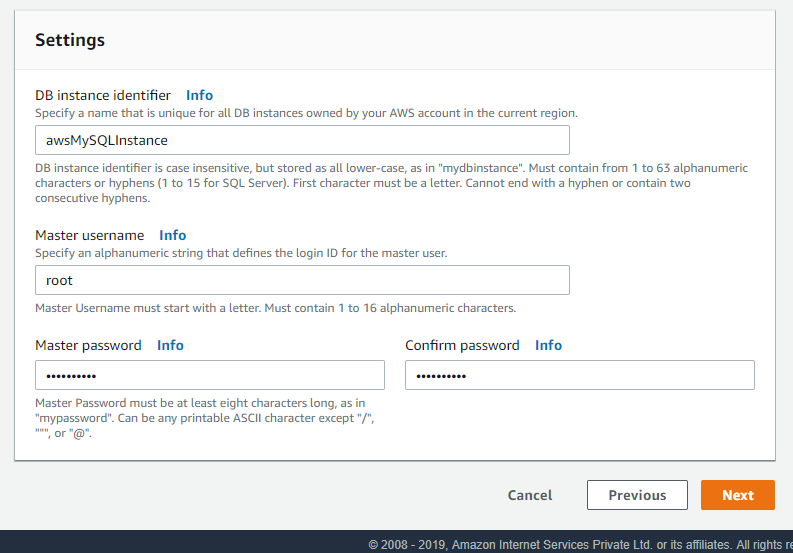 Settings
DB instance identifier Info
Specify a name that is unique for all DB instances owned by your AWS account in the current region.
awsMySQLInstance
DB instance identifier is case insensitive, but stored as all lower-case, as in "mydbinstance". Must contain from 1 to 63 alphanumeric
characters or hyphens (1 to 15 for SQL Server). First character must be a letter. Cannot end with a hyphen or contain two
consecutive hyphens.
Master username Info
Specify an alphanumeric string that defines the login ID for the master user.
root
Master Username must start with a letter. Must contain 1 to 16 alphanumeric characters.
Master password Info
••••••••••
Master Password must be at least eight characters long, as in
"mypassword". Can be any printable ASCII character except "/",
""", or "@".
Confirm password Info
••••••••••
Cancel Previous Next
© 2008 - 2019, Amazon Internet Services Private Ltd. or its affiliates. All rights re